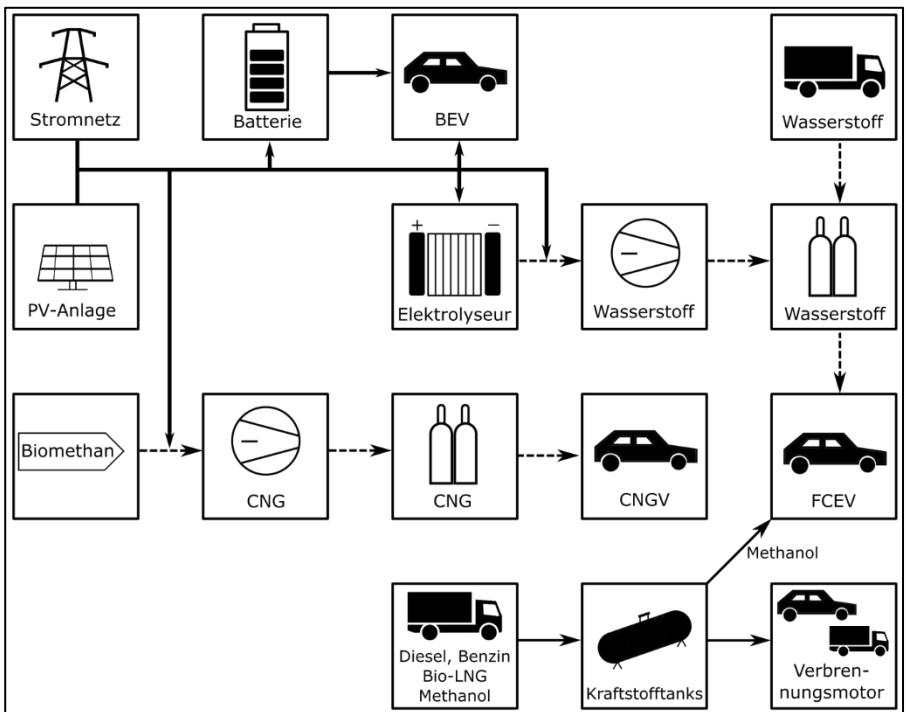 Stromnetz
Batterie
BEV
Wasserstoff
PV-Anlage
+ −
Elektrolyseur
Wasserstoff
Wasserstoff
Biomethan
CNG
CNG
CNGV
FCEV
Methanol
Diesel, Benzin
Bio-LNG
Methanol
Kraftstofftanks
Verbren-
nungsmotor